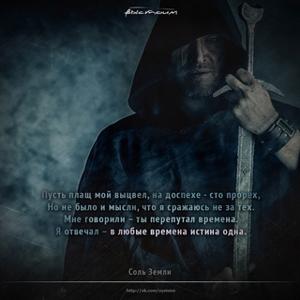 Пусть плащ мой выцвел, на доспехе - сто прорех,
Но не было и мысли, что я сражаюсь не за тех.
Мне говорили – ты перепутал времена.
Я отвечал – в любые времена истина одна.
Соль Земли